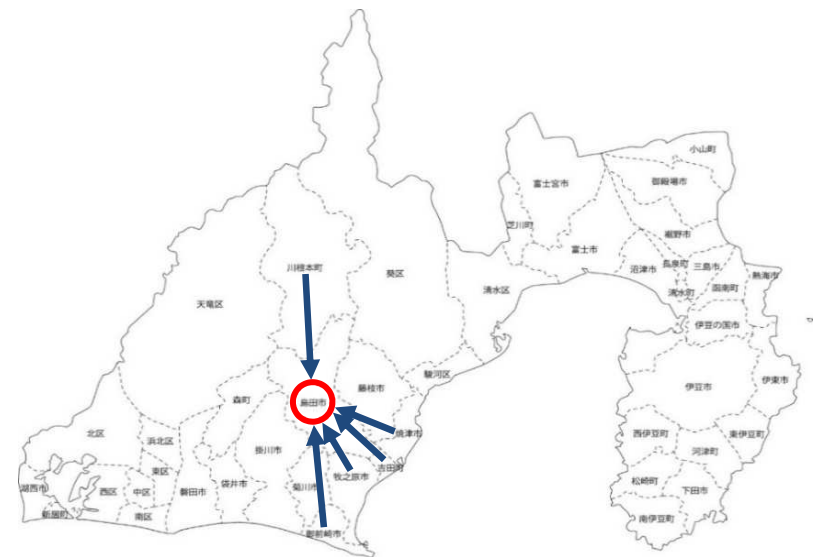 小山町
御殿場市
富士宮市
芝川町
裾野市
富士市
長泉町
三島市
沼津市
熱海市
函南町
清水町
清水区
川根本町
葵区
天竜区
伊豆の国市
駿河区
伊豆市
伊東市
藤枝市
森町
島田市
焼津市
北区
浜北区
掛川市
西伊豆町
東伊豆町
河津町
吉田町
東区
牧之原市
袋井市
菊川市
湖西市
西区
中区
磐田市
松崎町
下田市
新居町
南区
南伊豆町
御前崎市